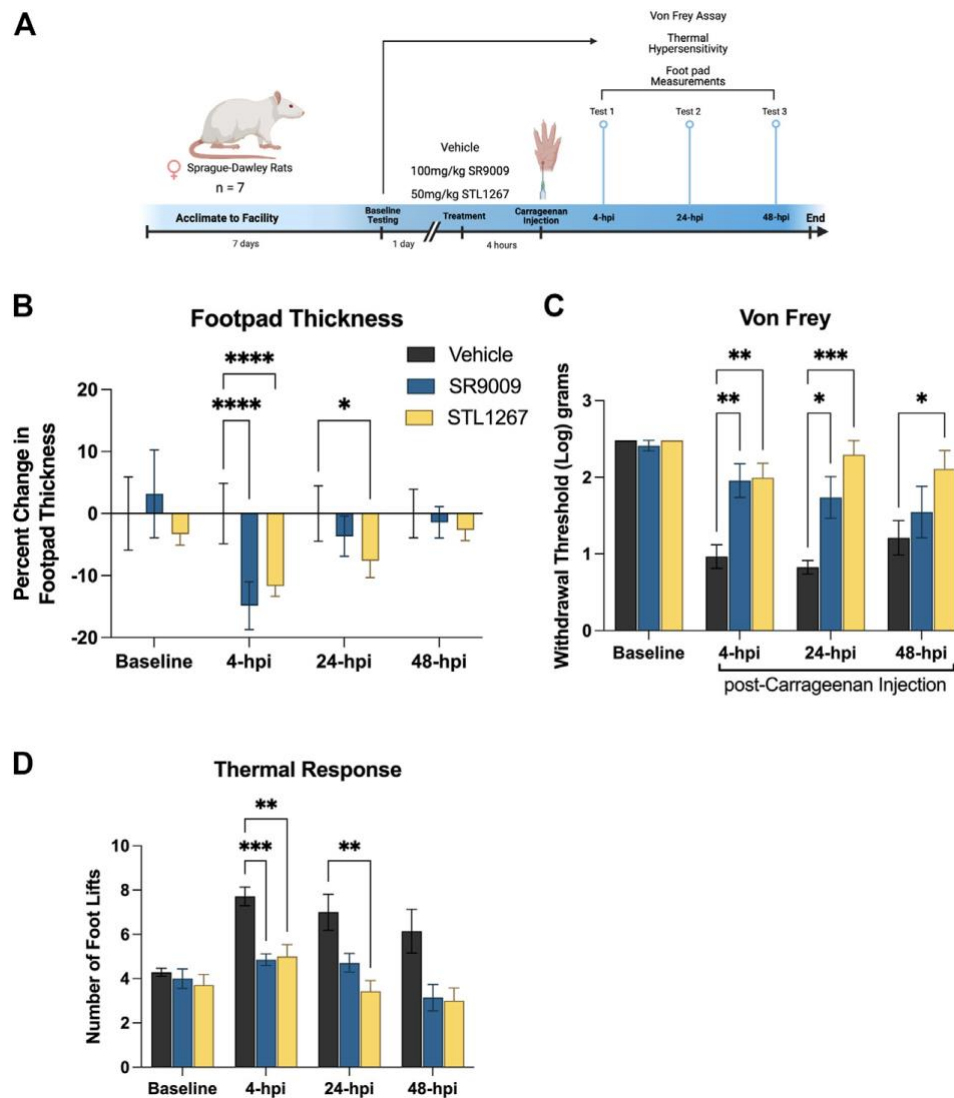 A
Von Frey Assay
Thermal
Hypersensitivity
Foot pad
Measurements
Test 1 Test 2 Test 3
Vehicle
100mg/kg SR9009
50mg/kg STL1267
♀ Sprague-Dawley Rats
n = 7
Acclimate to Facility
Baseline
Testing
Treatment
Carrageenan
Injection
4-hpi 24-hpi 48-hpi End
7 days 1 day 4 hours
B
Footpad Thickness
Vehicle
SR9009
STL1267
****
****
*
Percent Change in
Footpad Thickness
20
10
0
-10
-20
Baseline 4-hpi 24-hpi 48-hpi
C
Von Frey
Withdrawal Threshold (Log) grams
** *** *
** *
3
2
1
0
Baseline 4-hpi 24-hpi 48-hpi
post-Carrageenan Injection
D
Thermal Response
** **
***
Number of Foot Lifts
10
8
6
4
2
0
Baseline 4-hpi 24-hpi 48-hpi